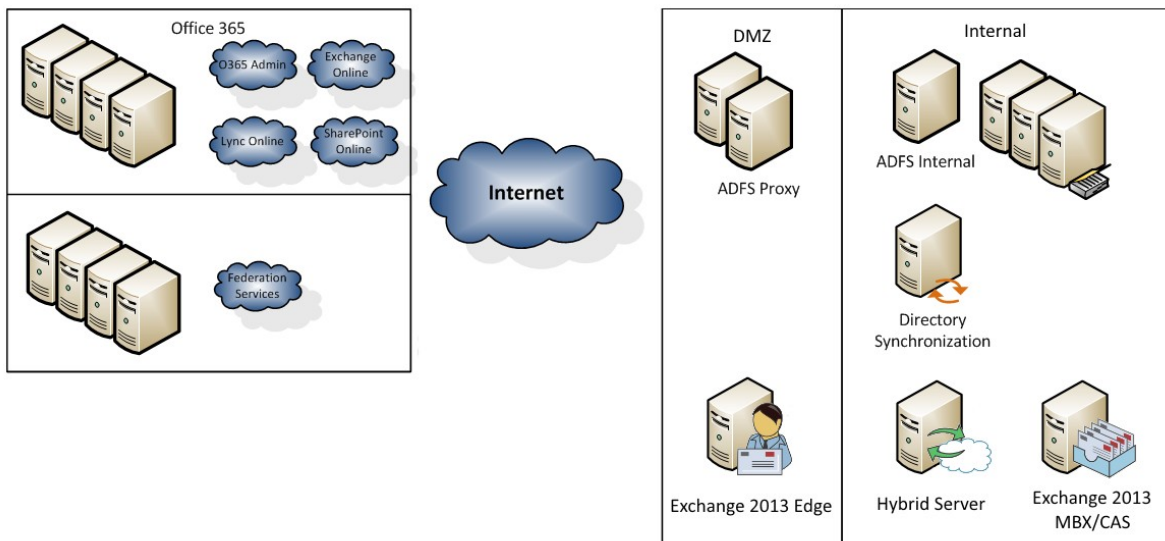 Office 365
O365 Admin
Exchange
Online
Lync Online
SharePoint
Online
Federation
Services
Internet
DMZ
ADFS Proxy
Exchange 2013 Edge
Internal
ADFS Internal
Directory
Synchronization
Hybrid Server
Exchange 2013
MBX/CAS